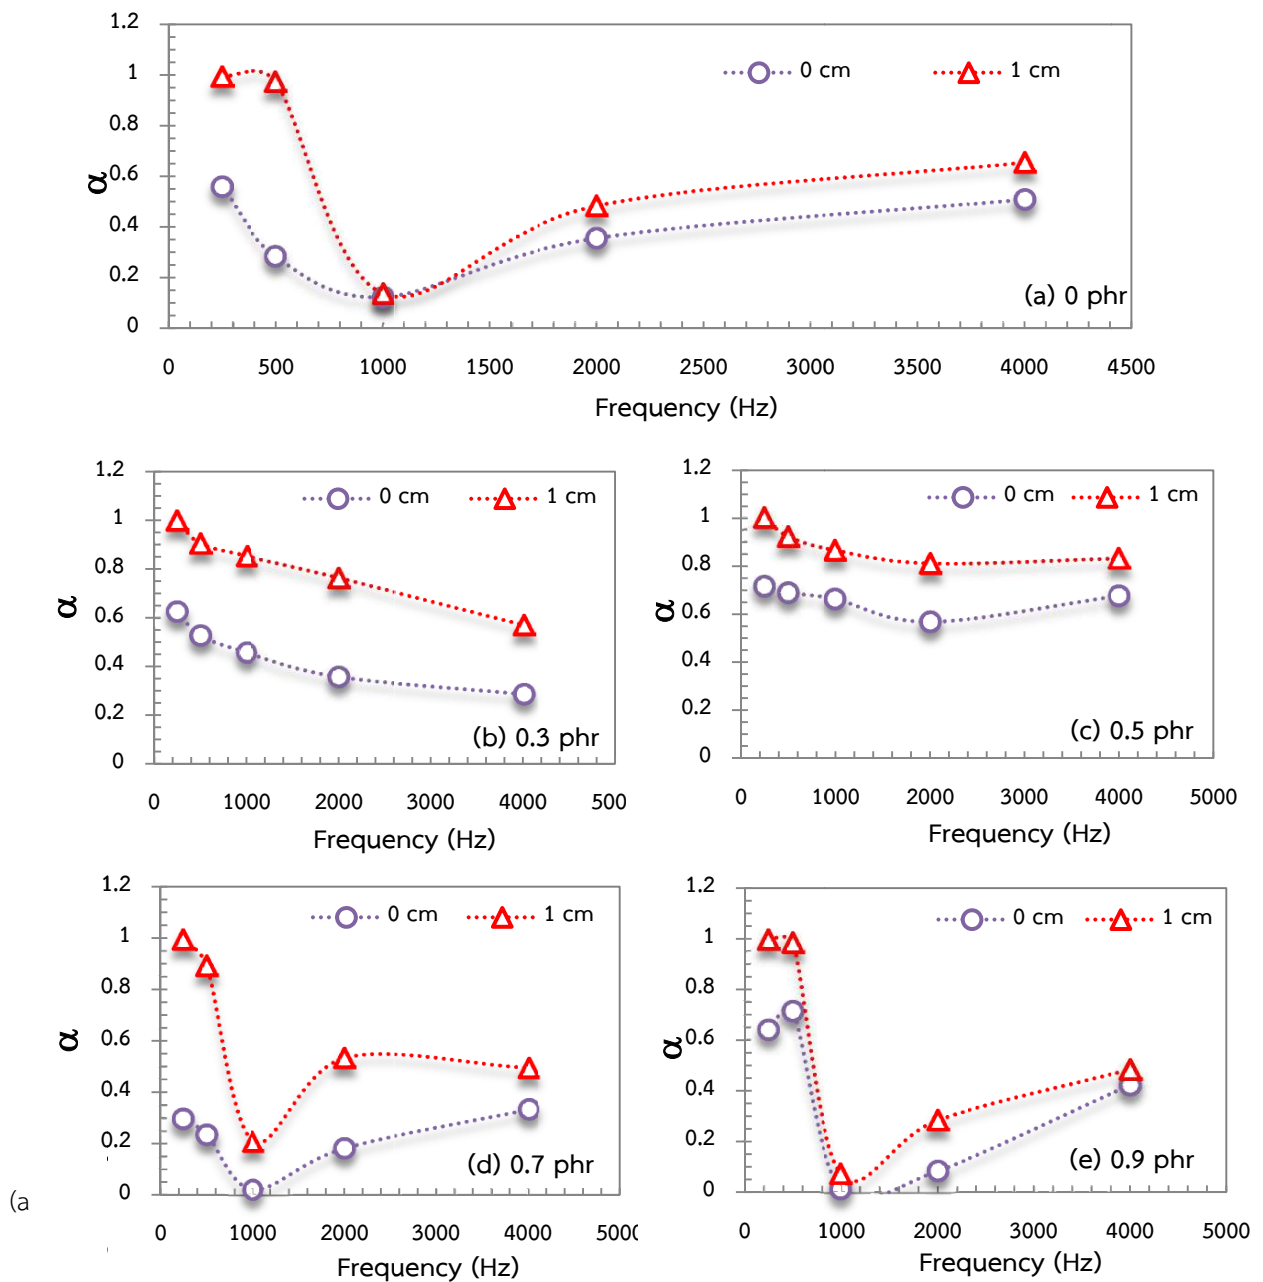 1.2
1
0.8
0.6
0.4
0.2
0
α
0 cm
1 cm
(a) 0 phr
0 500 1000 1500 2000 2500 3000 3500 4000 4500
Frequency (Hz)
1.2
1
0.8
0.6
0.4
0.2
0
α
0 cm
1 cm
(b) 0.3 phr
0 1000 2000 3000 4000 500
Frequency (Hz)
1.2
1
0.8
0.6
0.4
0.2
0
α
0 cm
1 cm
(c) 0.5 phr
0 1000 2000 3000 4000 5000
Frequency (Hz)
1.2
1
0.8
0.6
0.4
0.2
0
α
0 cm
1 cm
(d) 0.7 phr
0 1000 2000 3000 4000 500
Frequency (Hz)
1.2
1
0.8
0.6
0.4
0.2
0
α
0 cm
1 cm
(e) 0.9 phr
0 1000 2000 3000 4000 5000
Frequency (Hz)
(a